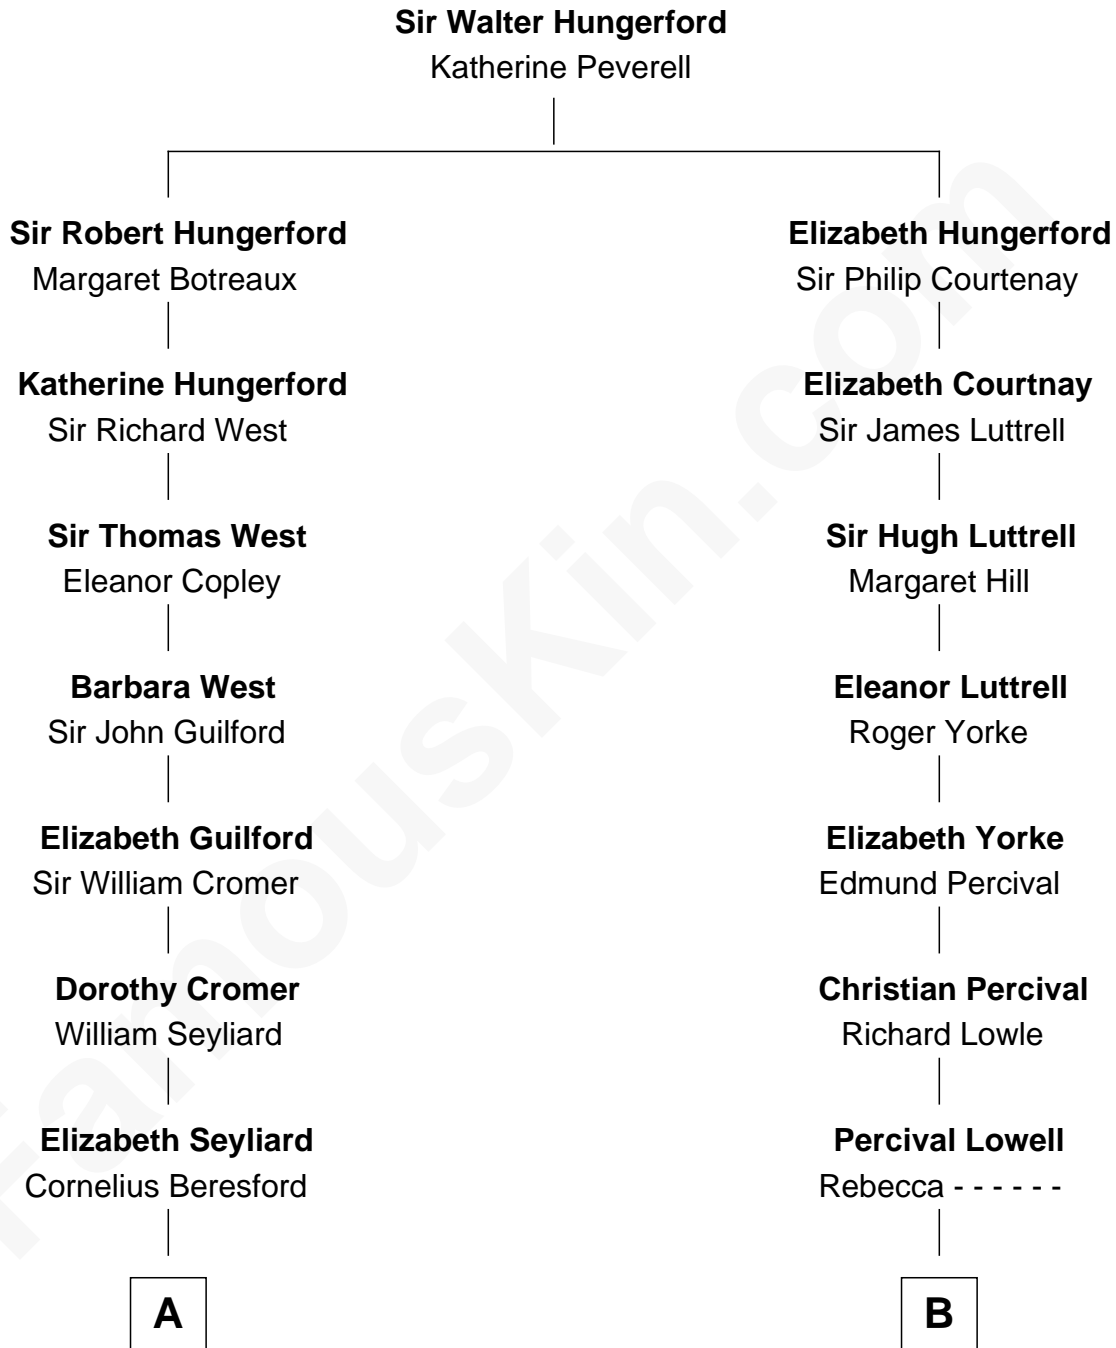 Sir Walter Hungerford
Katherine Peverell
Sir Robert Hungerford
Margaret Botreaux
Elizabeth Hungerford
Sir Philip Courtenay
Katherine Hungerford
Sir Richard West
Elizabeth Courtnay
Sir James Luttrell
Sir Thomas West
Eleanor Copley
Sir Hugh Luttrell
Margaret Hill
Barbara West
Sir John Guilford
Eleanor Luttrell
Roger Yorke
Elizabeth Guilford
Sir William Cromer
Elizabeth Yorke
Edmund Percival
Dorothy Cromer
William Seyliard
Christian Percival
Richard Lowle
Elizabeth Seyliard
Cornelius Beresford
Percival Lowell
Rebecca - - - - - -
A
B
FamousKin.com